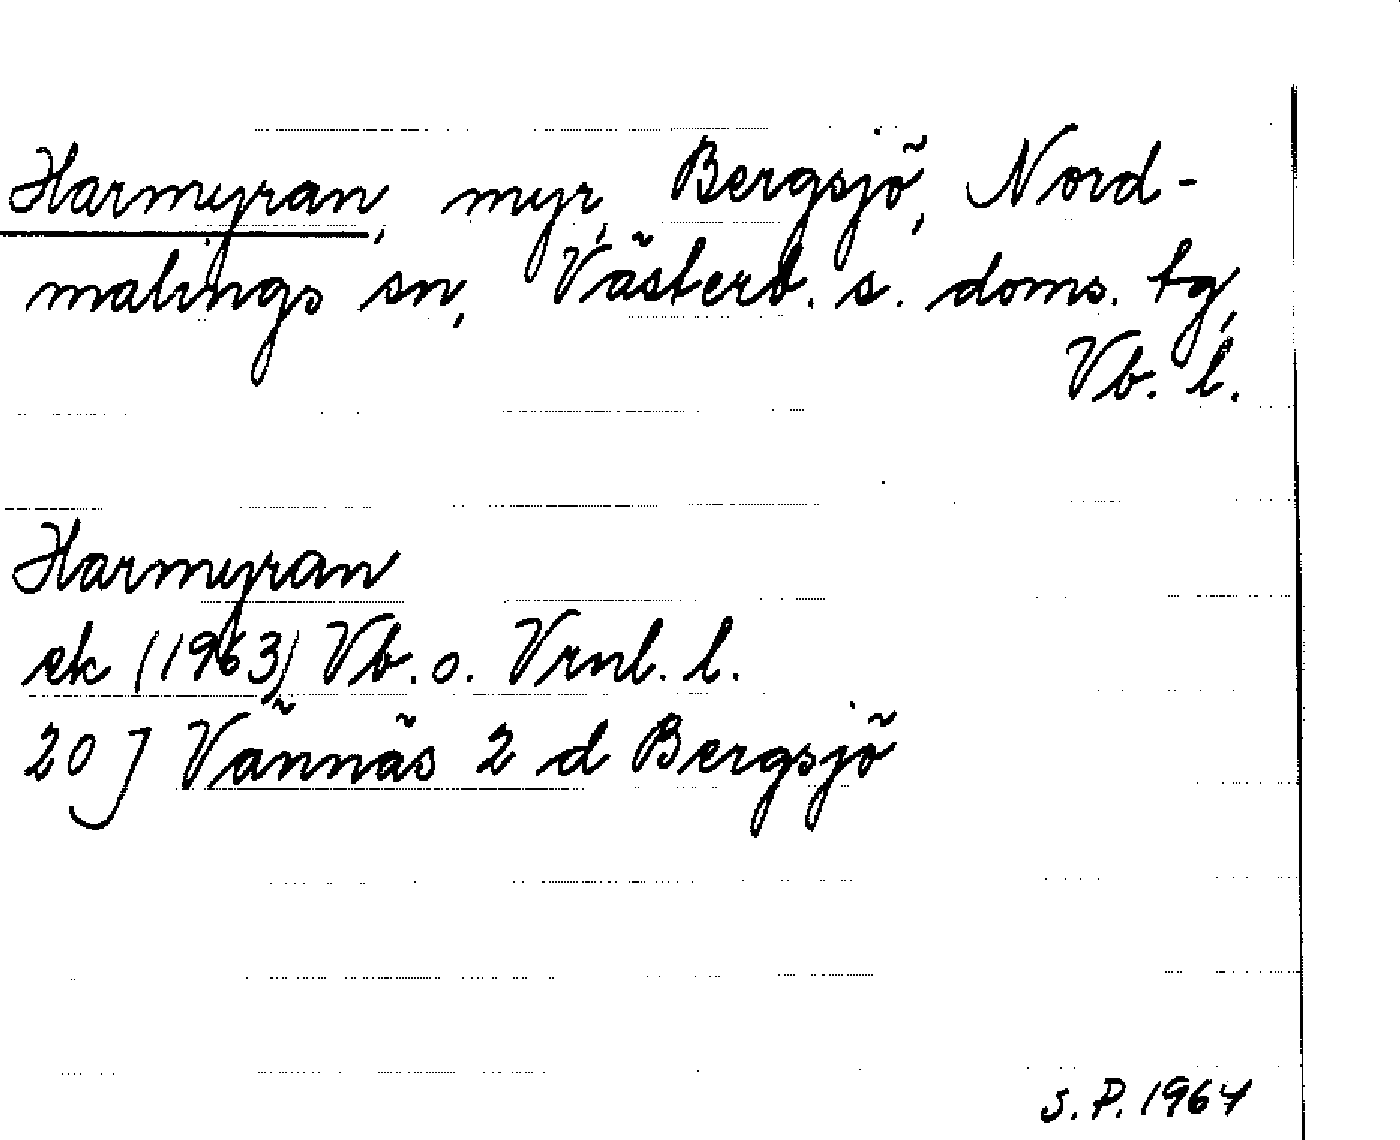 Harmyran, myr, Bergsjö, Nord-
malings sn, Västerb. s. doms. tg,
Vb. l.
Harmyran
ek (1963) Vb. o. Vrnl. l.
20 J Vännäs 2 d Bergsjö
S. P. 1964